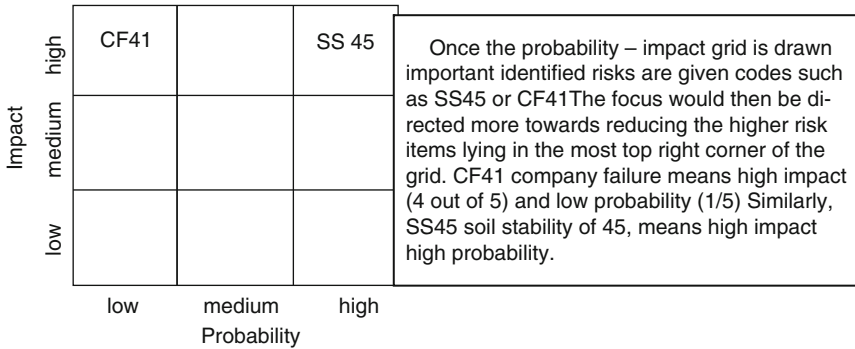 Impact
high
medium
low
CF41
SS 45
low
medium
high
Probability
Once the probability – impact grid is drawn
important identified risks are given codes such
as SS45 or CF41The focus would then be di-
rected more towards reducing the higher risk
items lying in the most top right corner of the
grid. CF41 company failure means high impact
(4 out of 5) and low probability (1/5) Similarly,
SS45 soil stability of 45, means high impact
high probability.